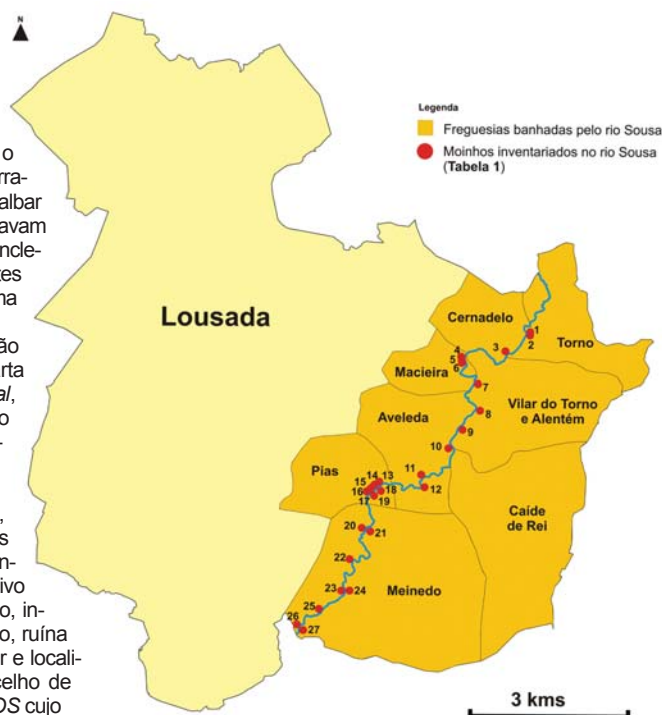 N
o
rra-
albar
avam
ncle-
tes
na
ão
arta
al,
o
-
,
s
n-
ivo
o, in-
o, ruína
r e locali-
celho de
OS cujo
Legenda
Freguesias banhadas pelo rio Sousa
Moinhos inventariados no rio Sousa
(Tabela 1)
Lousada
Cernadelo
Torno
Macieira
Vilar do Torno
e Alentém
Aveleda
Pias
Caíde
de Rei
Meinedo
1
2
3
4
5
6
7
8
9
10
11
12
13
14
15
16
17
18
19
20
21
22
23
24
25
26
27
3 kms